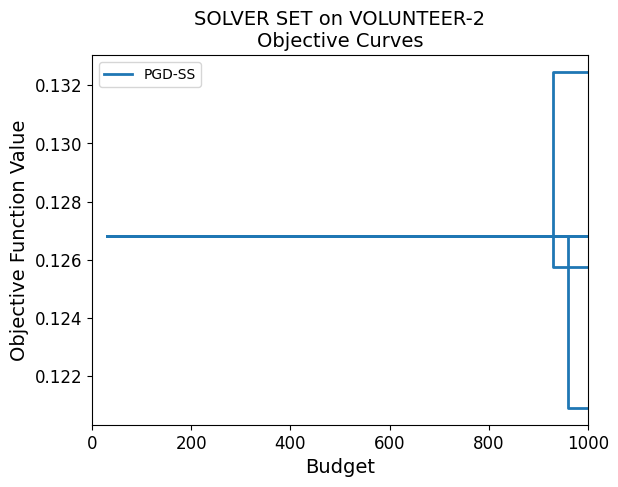 SOLVER SET on VOLUNTEER-2
Objective Curves
PGD-SS
Objective Function Value
0.132
0.130
0.128
0.126
0.124
0.122
0
200
400
600
800
1000
Budget